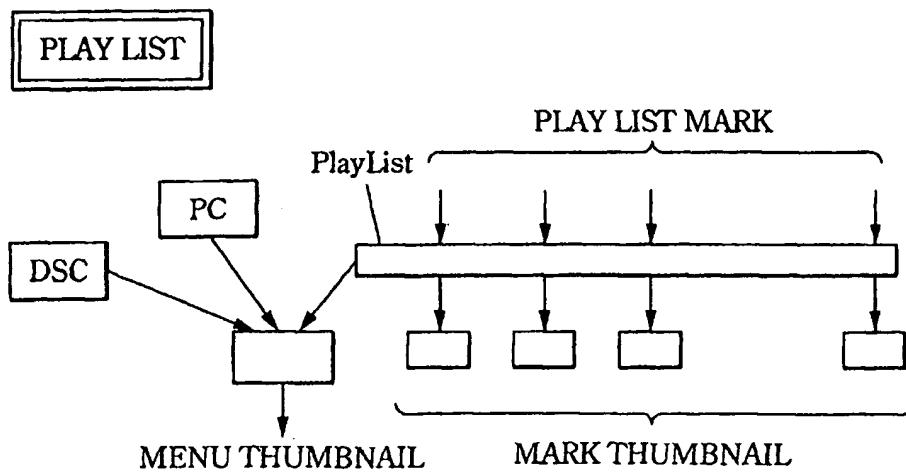 PLAY LIST
PLAY LIST MARK
PlayList
PC
DSC
MENU THUMBNAIL
MARK THUMBNAIL